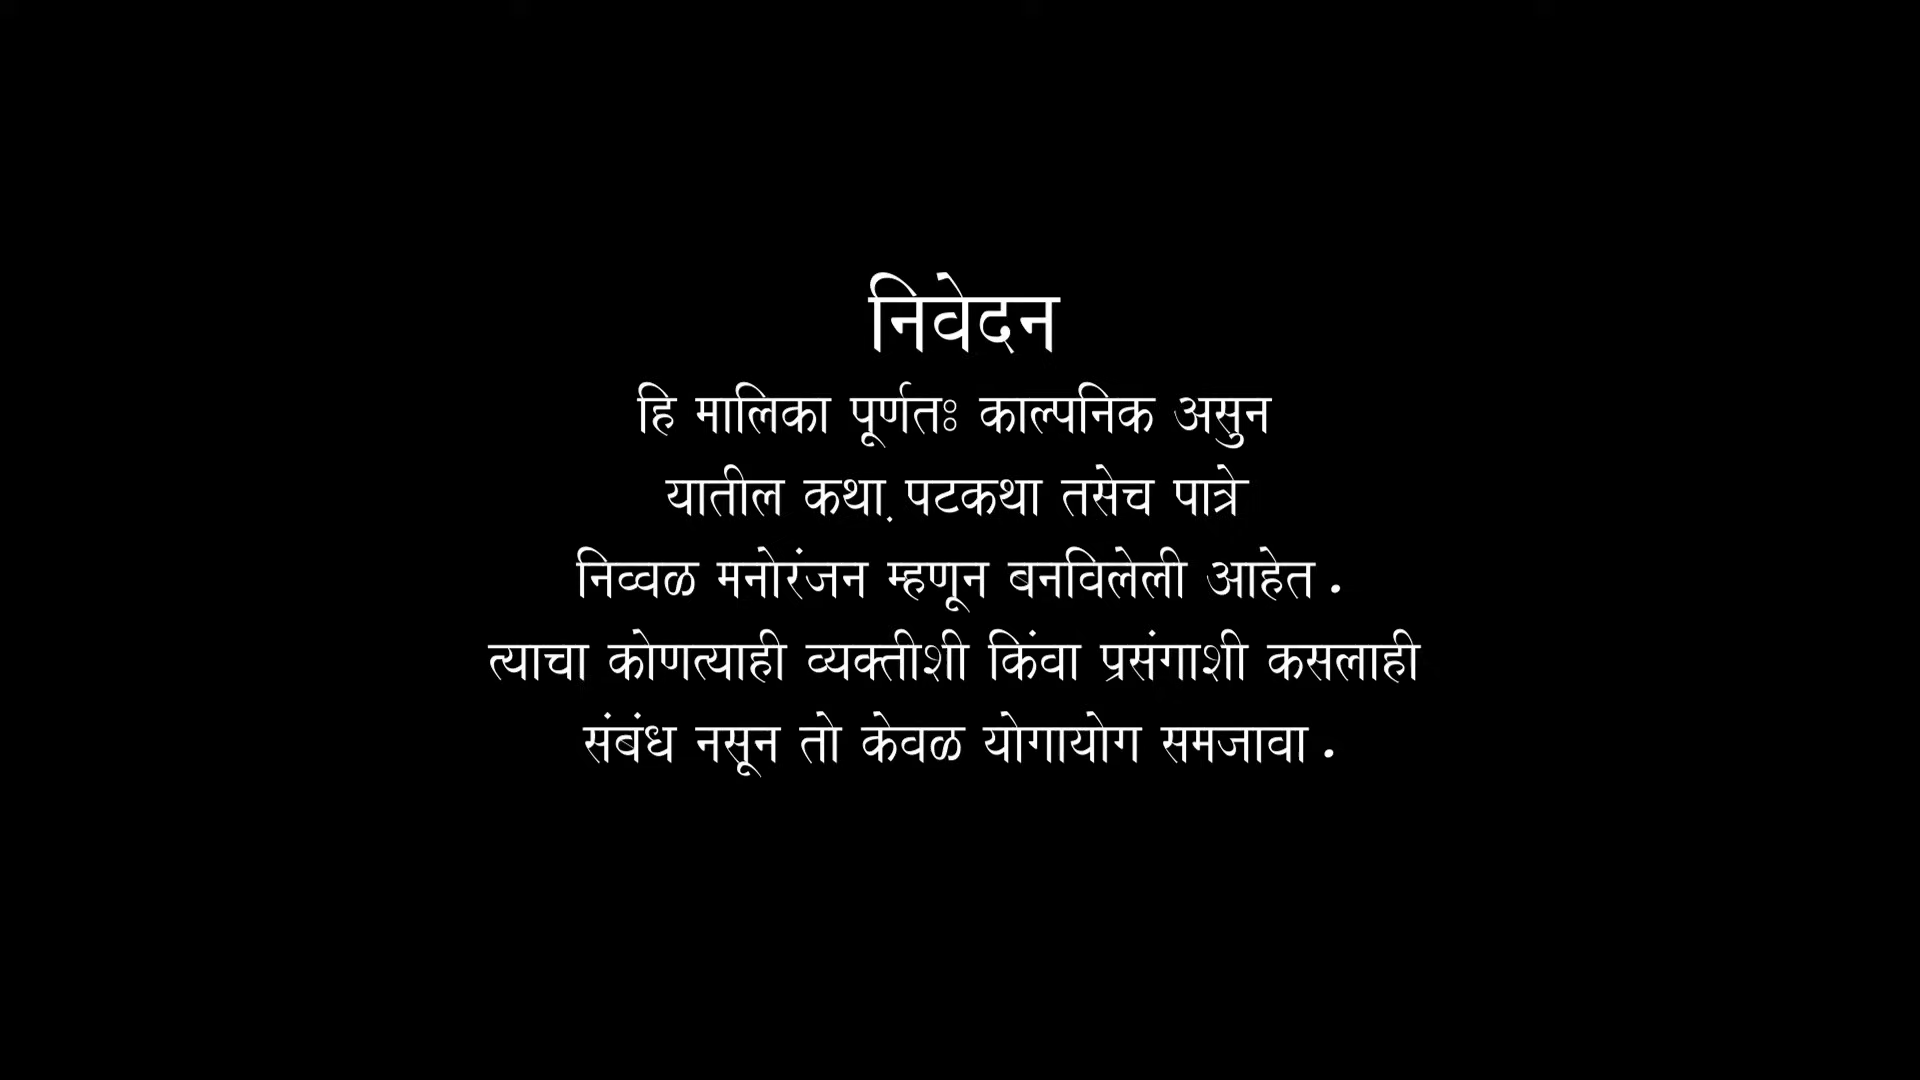 निवेदन
हि मालिका पूर्णतः काल्पनिक असुन
यातील कथा़ पटकथा तसेच पात्रे
निव्वळ मनोरंजन म्हणून बनविलेली आहेत.
त्याचा कोणत्याही व्यक्तीशी किंवा प्रसंगाशी कसलाही
संबंध नसून तो केवळ योगायोग समजावा.